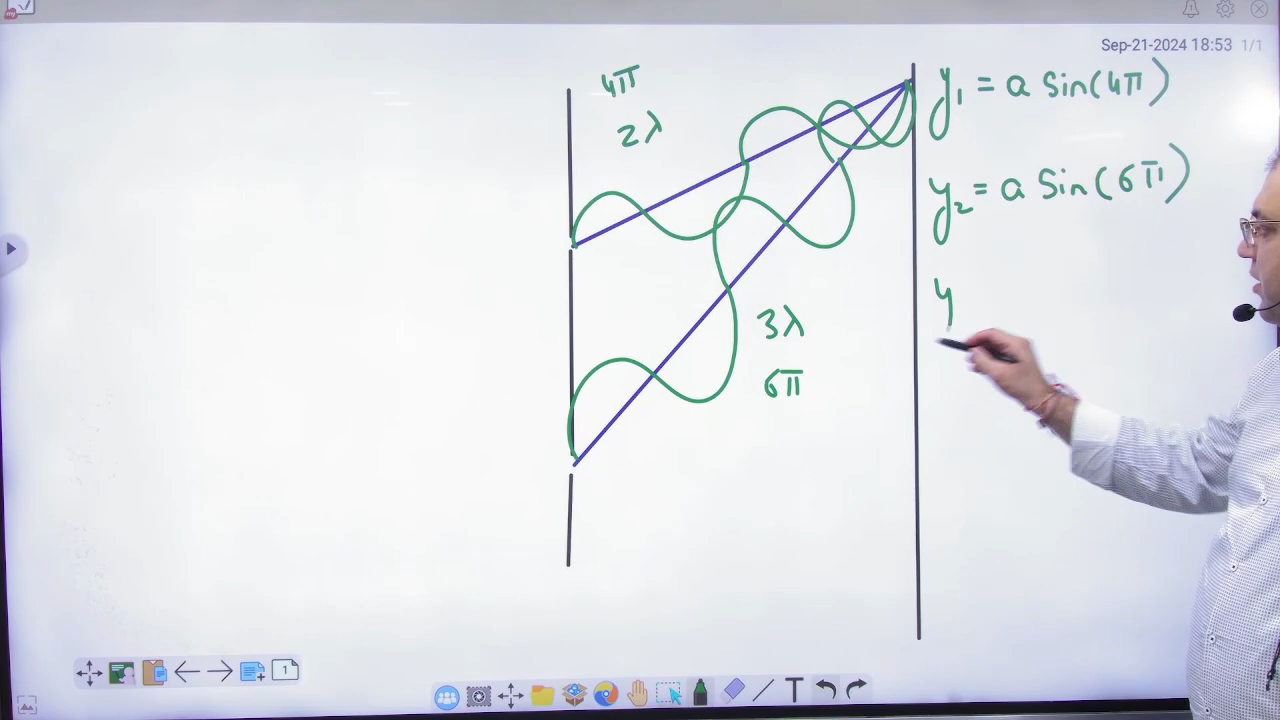 Sep-21-2024 18:53 1/1
4π
2λ
y₁ = a Sin(4π)
y₂ = a Sin(6π)
y
3λ
6π
1
T